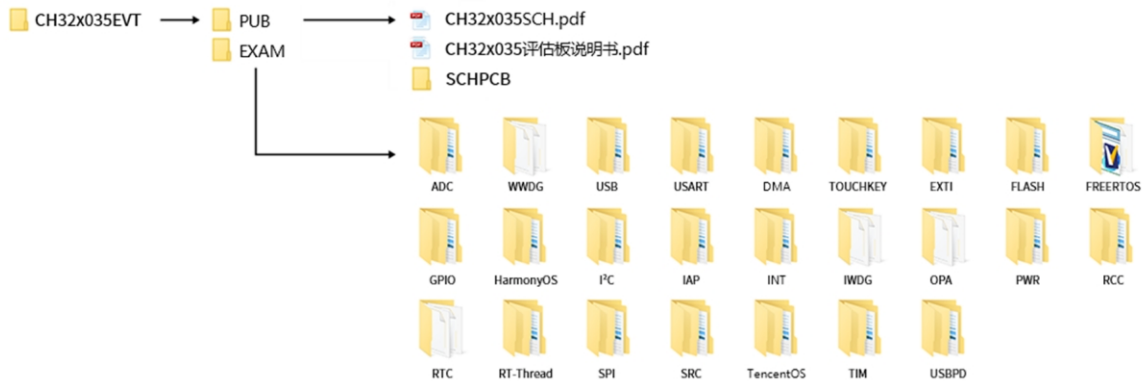 CH32x035EVT
PUB
EXAM
PDF
CH32x035SCH.pdf
PDF
CH32x035评估板说明书.pdf
SCHPCB
ADC WWDG USB USART DMA TOUCHKEY EXTI FLASH FREERTOS
GPIO HarmonyOS I²C IAP INT IWDG OPA PWR RCC
RTC RT-Thread SPI SRC TencentOS TIM USBPD